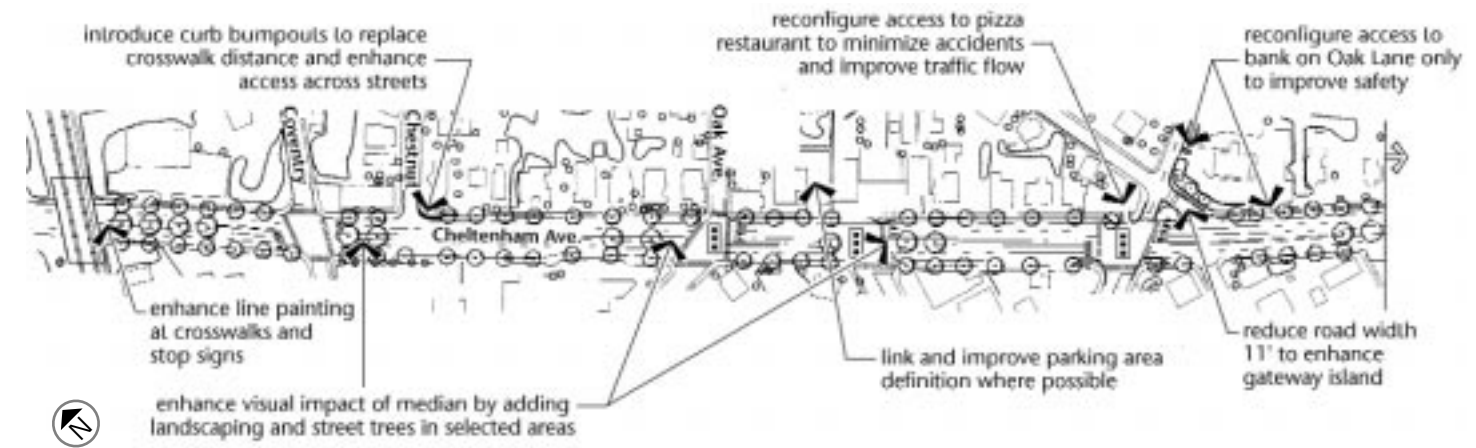 introduce curb bumpouts to replace
crosswalk distance and enhance
access across streets
reconfigure access to pizza
restaurant to minimize accidents
and improve traffic flow
reconfigure access to
bank on Oak Lane only
to improve safety
Coventry
Chestnut
Oak Ave.
Cheltenham Ave.
enhance line painting
at crosswalks and
stop signs
enhance visual impact of median by adding
landscaping and street trees in selected areas
link and improve parking area
definition where possible
reduce road width
11' to enhance
gateway island
N